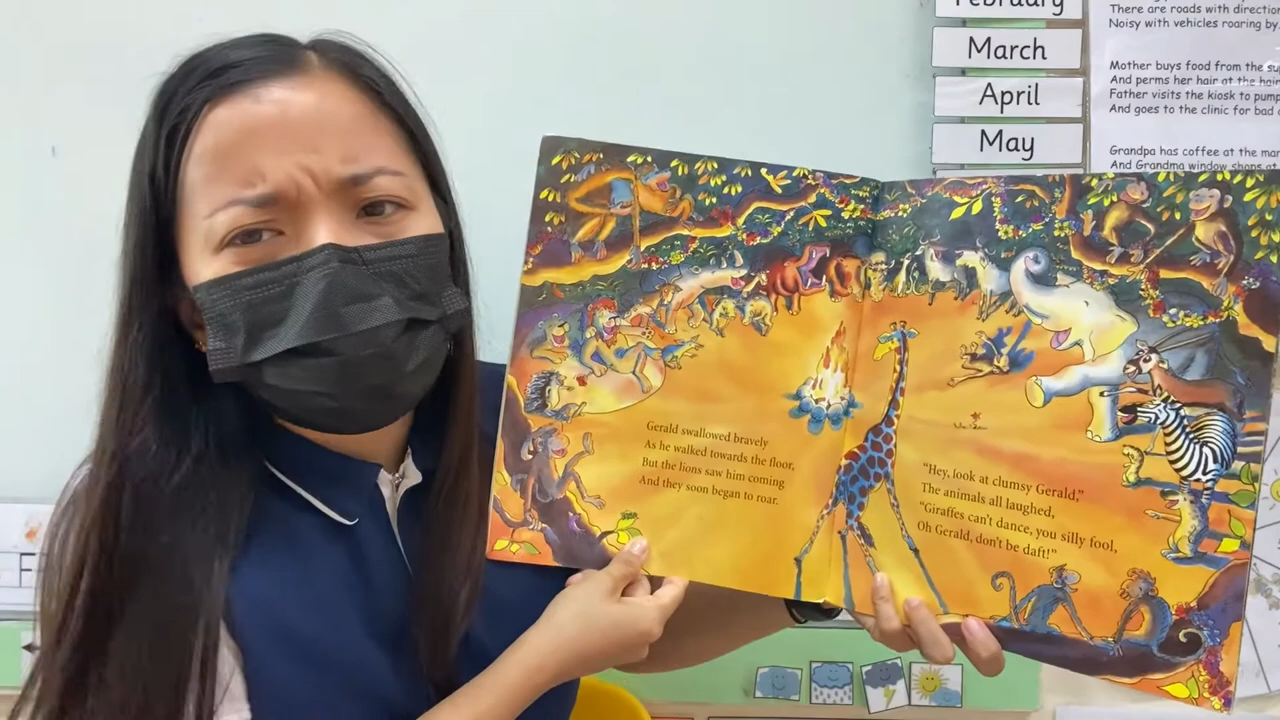 February
March
April
May
There are roads with
Noisy with vehicles roaring by.
Mother buys food from the
And perms her hair at the
Father visits the kiosk to pump
And goes to the clinic for bad
Grandpa has coffee at the
And Grandma window shops at
Gerald swallowed bravely
As he walked towards the floor,
But the lions saw him coming
And they soon began to roar.
"Hey, look at clumsy Gerald,"
The animals all laughed,
"Giraffes can't dance, you silly fool,
Oh Gerald, don't be daft!"
F